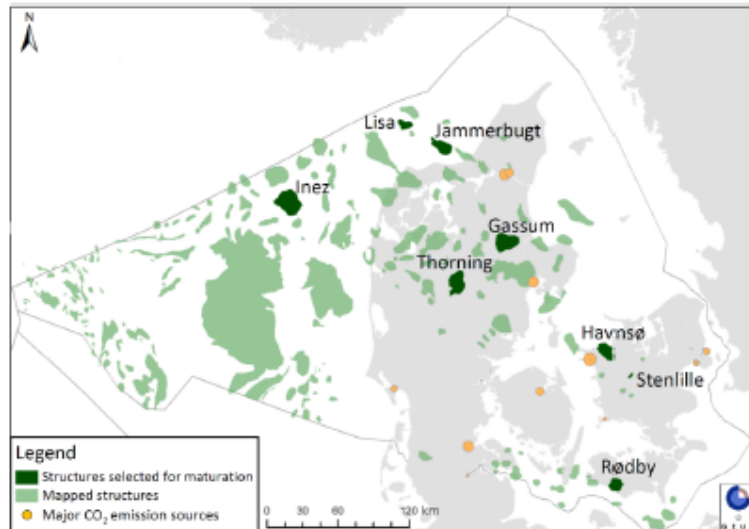 N
Lisa
Jammerbugt
Inez
Gassum
Thorning
Havnsø
Stenlille
Rødby
Legend
Structures selected for maturation
Mapped structures
Major CO₂ emission sources
0 30 60 120 km